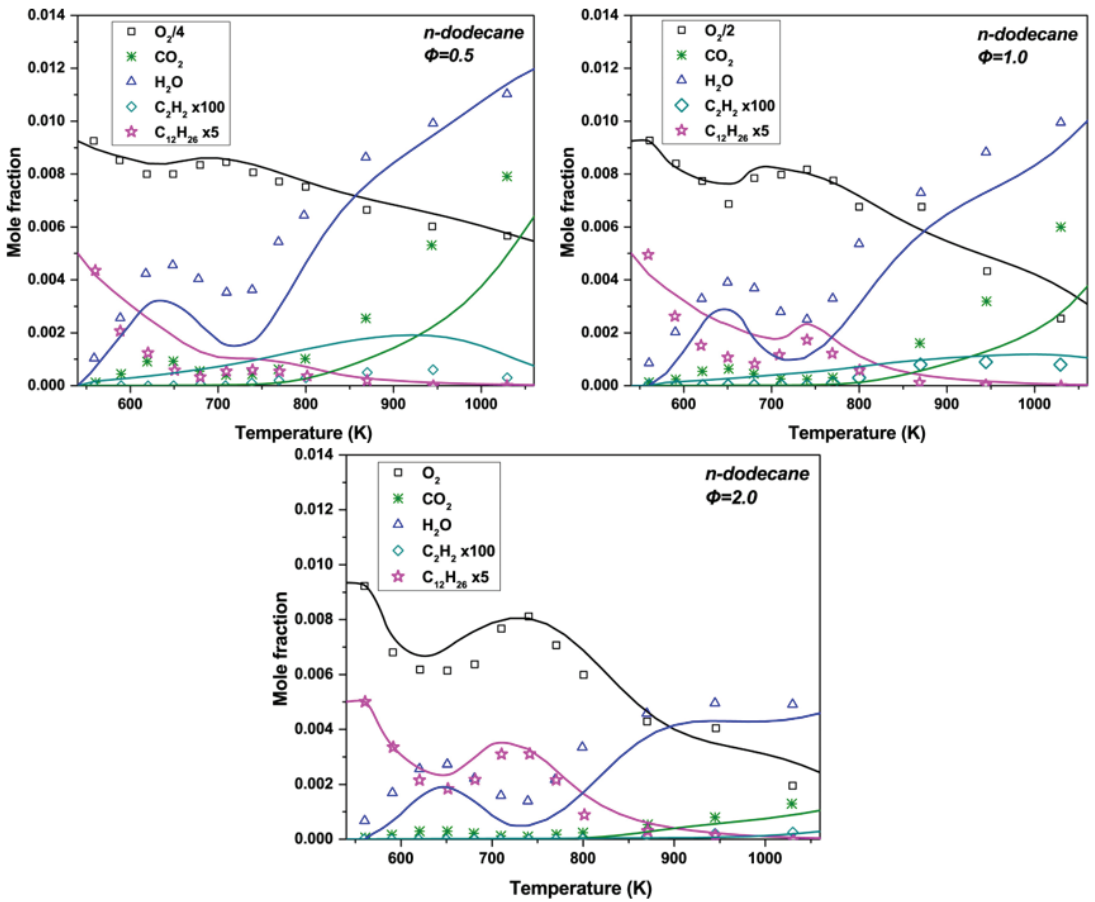 0.014
0.012
0.010
0.008
0.006
0.004
0.002
0.000
Mole fraction
O₂/4
CO₂
H₂O
C₂H₂ x100
C₁₂H₂₆ x5
n-dodecane
Φ=0.5
600 700 800 900 1000
Temperature (K)
0.014
0.012
0.010
0.008
0.006
0.004
0.002
0.000
Mole fraction
O₂/2
CO₂
H₂O
C₂H₂ x100
C₁₂H₂₆ x5
n-dodecane
Φ=1.0
600 700 800 900 1000
Temperature (K)
0.014
0.012
0.010
0.008
0.006
0.004
0.002
0.000
Mole fraction
O₂
CO₂
H₂O
C₂H₂ x100
C₁₂H₂₆ x5
n-dodecane
Φ=2.0
600 700 800 900 1000
Temperature (K)